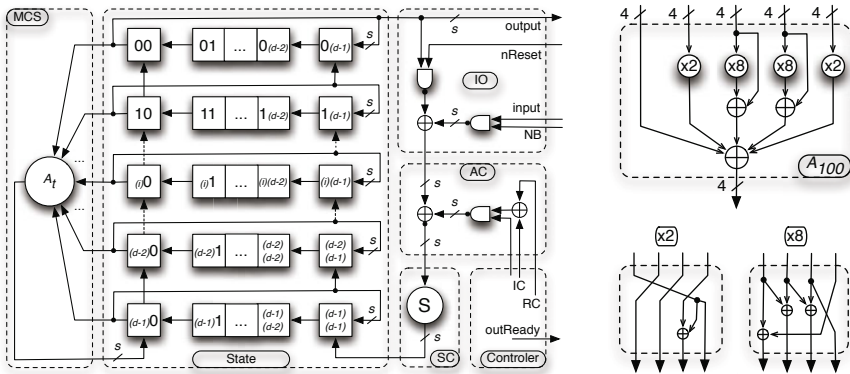 MCS
output
s
nReset
00
01 ... 0(d-2)
0(d-1)
s
IO
10
11 ... 1(d-2)
1(d-1)
s
s
input
NB
...
At
(i)0
(i)1 ... (i)(d-2)
(i)(d-1)
s
s
AC
...
s
(d-2)0
(d-2)1 ... (d-2)(d-2)
(d-2)(d-1)
s
s
IC
RC
(d-1)0
(d-1)1 ... (d-1)(d-2)
(d-1)(d-1)
s
S
outReady
s
s
State
SC
Controler
4 4 4 4
x2 x8 x8 x2
A100
4
x2
x8